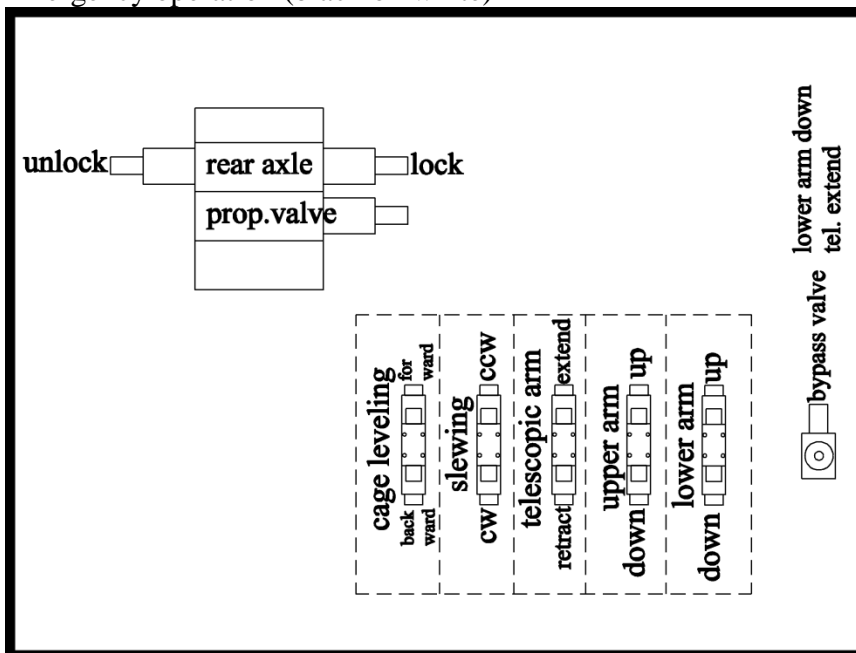 unlock
rear axle
lock
prop.valve
lower arm down
tel. extend
bypass valve
cage leveling
for
ward
back
ward
slewing
ccw
cw
telescopic arm
extend
retract
upper arm
up
down
lower arm
up
down